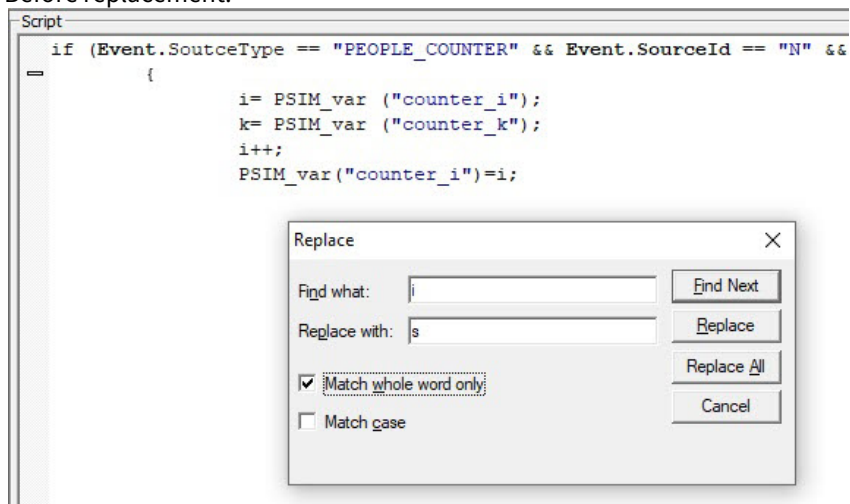 Before replacement:
Script
if (Event.SoutceType == "PEOPLE_COUNTER" && Event.SourceId == "N" &&
{
i= PSIM_var ("counter_i");
k= PSIM_var ("counter_k");
i++;
PSIM_var("counter_i")=i;
Replace
Find what: i Find Next
Replace with: s Replace
Replace All
Match whole word only
Cancel
Match case